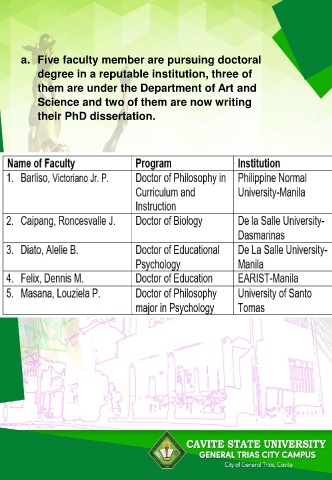 a. Five faculty member are pursuing doctoral
degree in a reputable institution, three of
them are under the Department of Art and
Science and two of them are now writing
their PhD dissertation.
Name of Faculty Program Institution
1. Barliso, Victoriano Jr. P. Doctor of Philosophy in Philippine Normal
Curriculum and University-Manila
Instruction
2. Caipang, Roncesvalle J. Doctor of Biology De la Salle University-
Dasmarinas
3. Diato, Alelie B. Doctor of Educational De La Salle University-
Psychology Manila
4. Felix, Dennis M. Doctor of Education EARIST-Manila
5. Masana, Louziela P. Doctor of Philosophy University of Santo
major in Psychology Tomas
CAVITE STATE UNIVERSITY
GENERAL TRIAS CITY CAMPUS
City of General Trias, Cavite